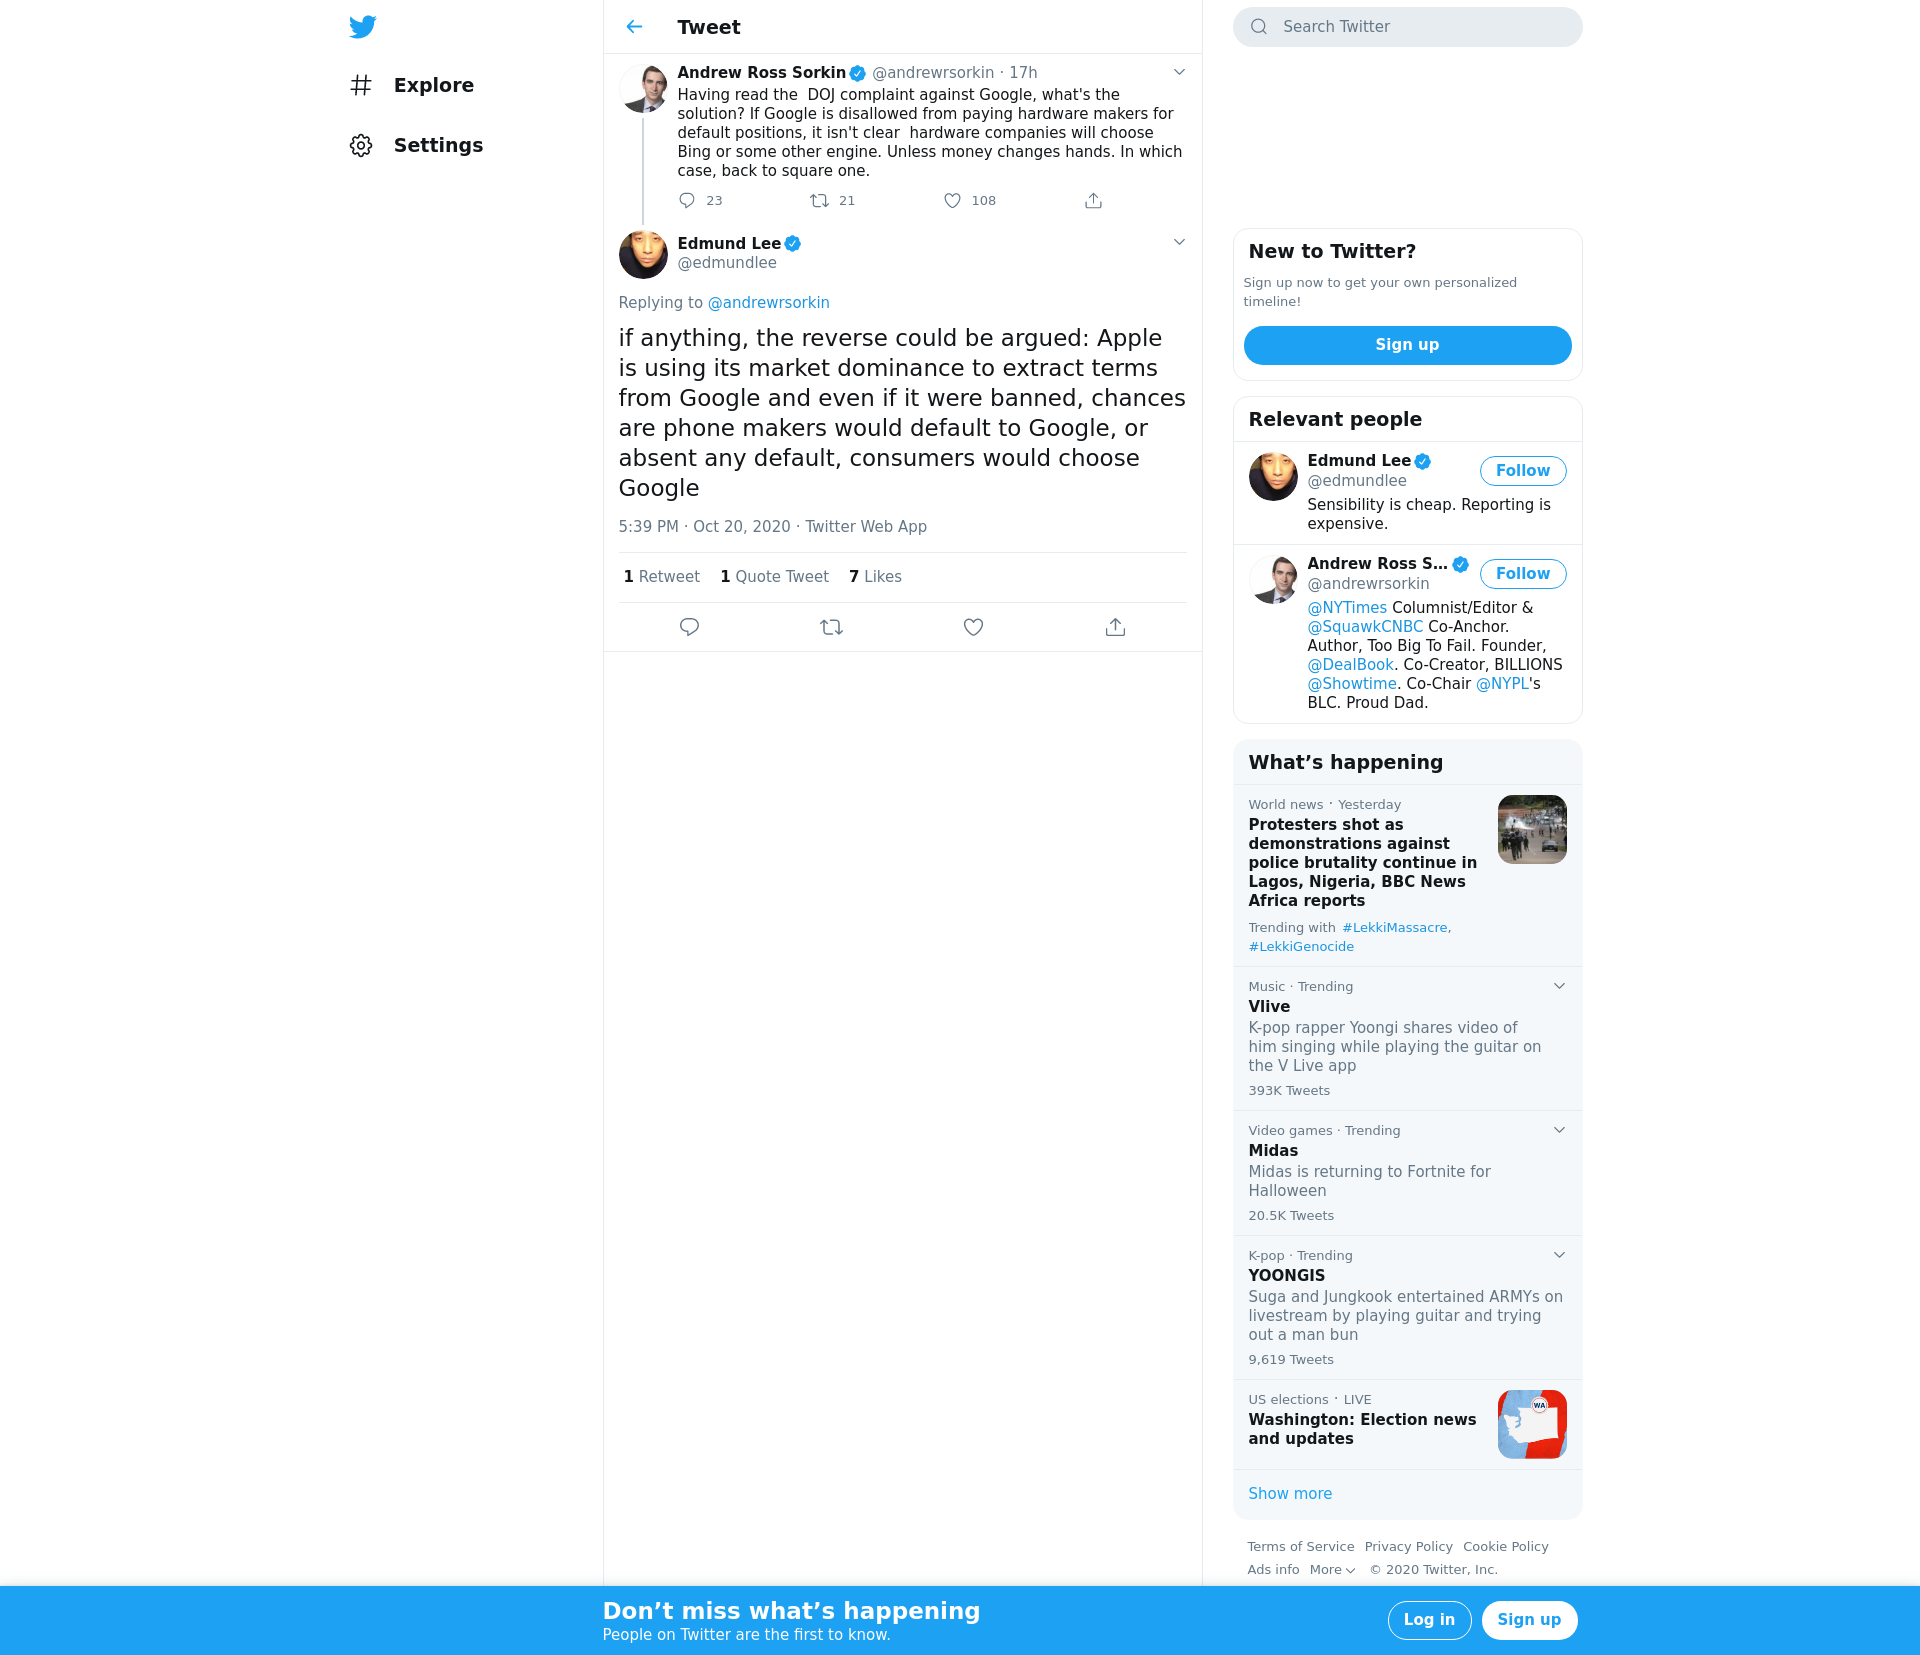 Explore
Settings
Tweet
Andrew Ross Sorkin @andrewrsorkin · 17h
Having read the  DOJ complaint against Google, what's the
solution? If Google is disallowed from paying hardware makers for
default positions, it isn't clear  hardware companies will choose
Bing or some other engine. Unless money changes hands. In which
case, back to square one.
23 21 108
Edmund Lee
@edmundlee
Replying to @andrewrsorkin
if anything, the reverse could be argued: Apple
is using its market dominance to extract terms
from Google and even if it were banned, chances
are phone makers would default to Google, or
absent any default, consumers would choose
Google
5:39 PM · Oct 20, 2020 · Twitter Web App
1 Retweet 1 Quote Tweet 7 Likes
Search Twitter
New to Twitter?
Sign up now to get your own personalized
timeline!
Sign up
Relevant people
Edmund Lee
@edmundlee
Follow
Sensibility is cheap. Reporting is
expensive.
Andrew Ross S...
@andrewrsorkin
Follow
@NYTimes Columnist/Editor &
@SquawkCNBC Co-Anchor.
Author, Too Big To Fail. Founder,
@DealBook. Co-Creator, BILLIONS
@Showtime. Co-Chair @NYPL's
BLC. Proud Dad.
What’s happening
World news · Yesterday
Protesters shot as
demonstrations against
police brutality continue in
Lagos, Nigeria, BBC News
Africa reports
Trending with #LekkiMassacre,
#LekkiGenocide
Music · Trending
Vlive
K-pop rapper Yoongi shares video of
him singing while playing the guitar on
the V Live app
393K Tweets
Video games · Trending
Midas
Midas is returning to Fortnite for
Halloween
20.5K Tweets
K-pop · Trending
YOONGIS
Suga and Jungkook entertained ARMYs on
livestream by playing guitar and trying
out a man bun
9,619 Tweets
US elections · LIVE
Washington: Election news
and updates
WA
Show more
Terms of Service Privacy Policy Cookie Policy
Ads info More © 2020 Twitter, Inc.
Don’t miss what’s happening
People on Twitter are the first to know.
Log in
Sign up